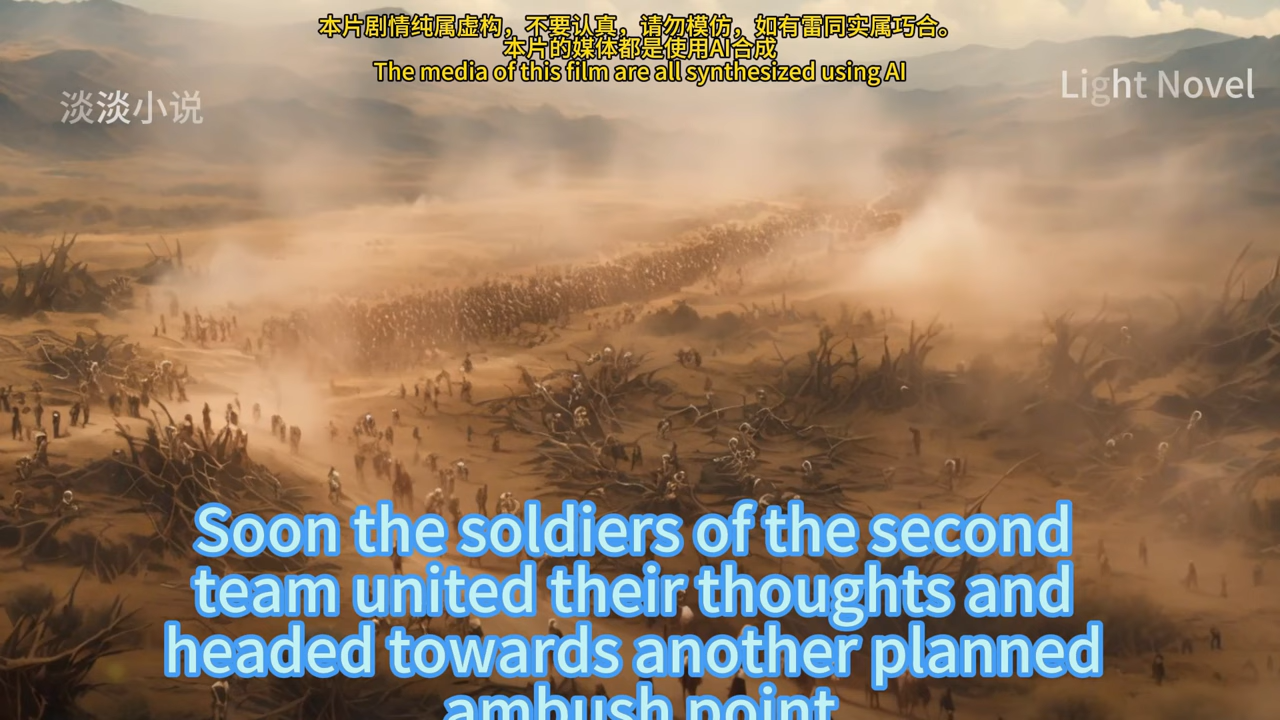 本片剧情纯属虚构，不要认真，请勿模仿，如有雷同实属巧合。
本片的媒体都是使用AI合成
The media of this film are all synthesized using AI
淡淡小说
Light Novel
Soon the soldiers of the second
team united their thoughts and
headed towards another planned
ambush point